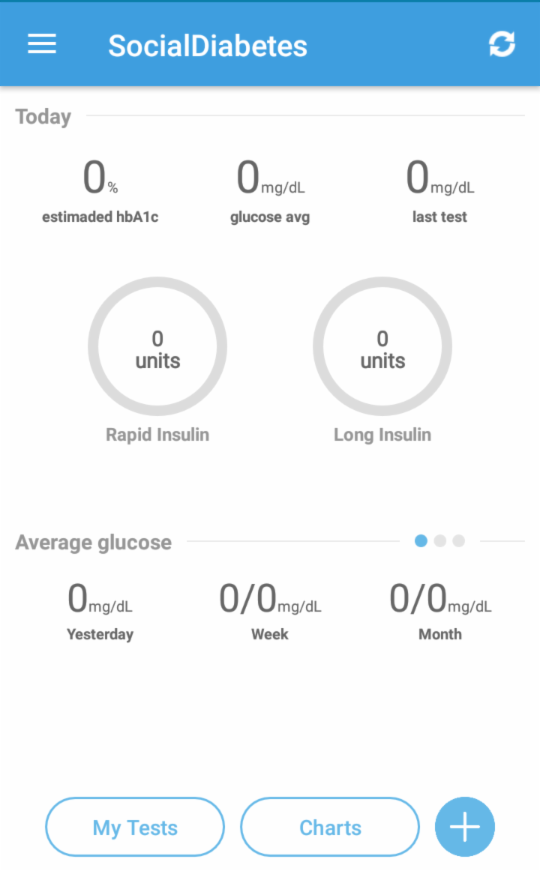 SocialDiabetes
Today
0% 0mg/dL 0mg/dL
estimaded hbA1c glucose avg last test
0 0
units units
Rapid Insulin Long Insulin
Average glucose
0mg/dL 0/0mg/dL 0/0mg/dL
Yesterday Week Month
My Tests Charts